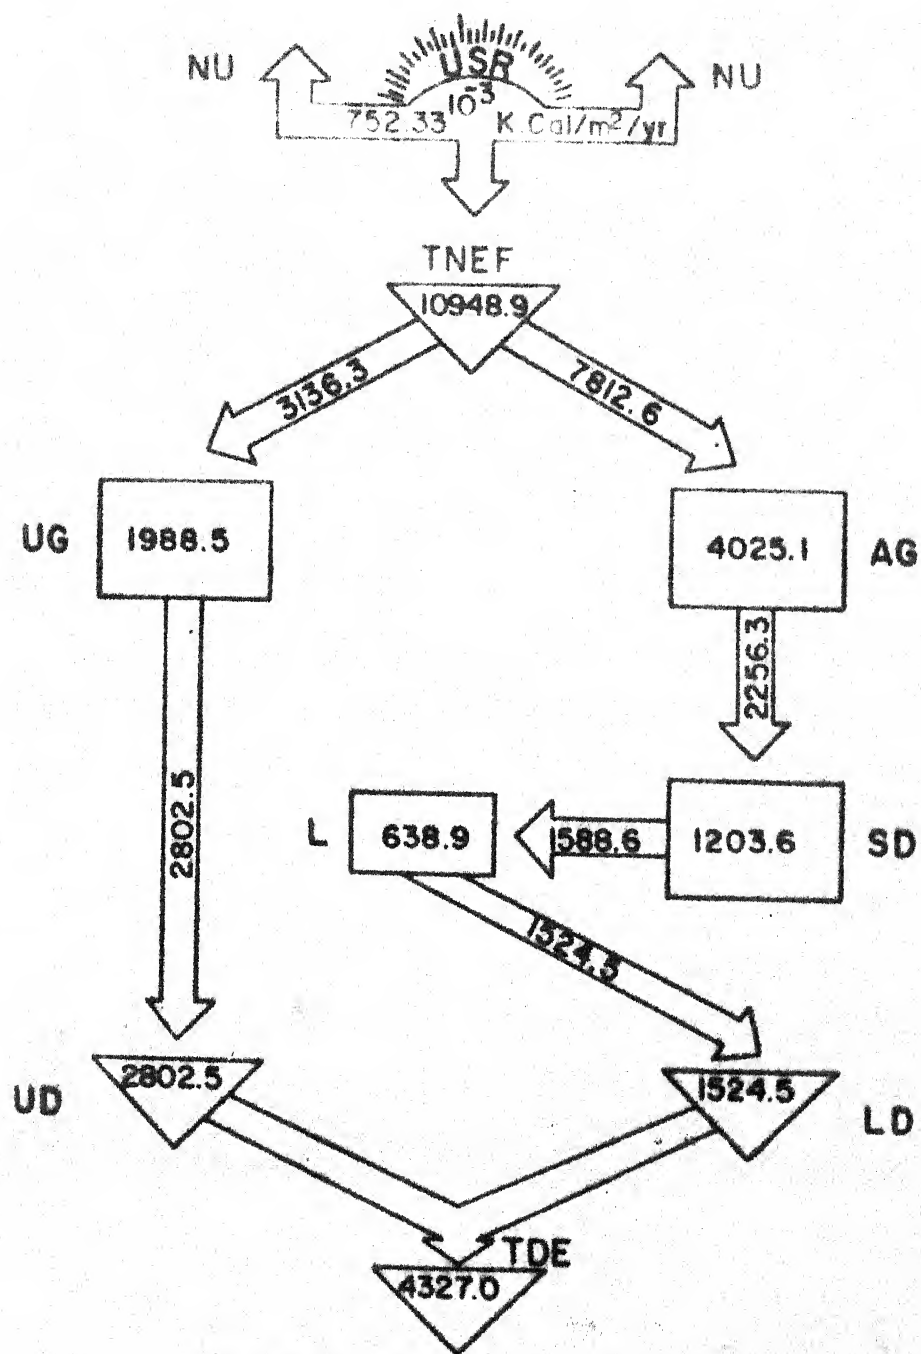 USR
NU
NU
10⁻³
752.33
K.Cal/m²/yr
TNEF
10948.9
3136.3
7812.6
UG
1988.5
4025.1
AG
2256.3
2802.5
L
638.9
1588.6
1203.6
SD
1524.5
UD
2802.5
1524.5
LD
TDE
4327.0